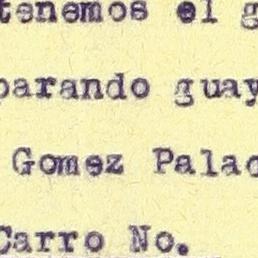 tenemos el g
parando guay
Gomez Palac
Carro No.